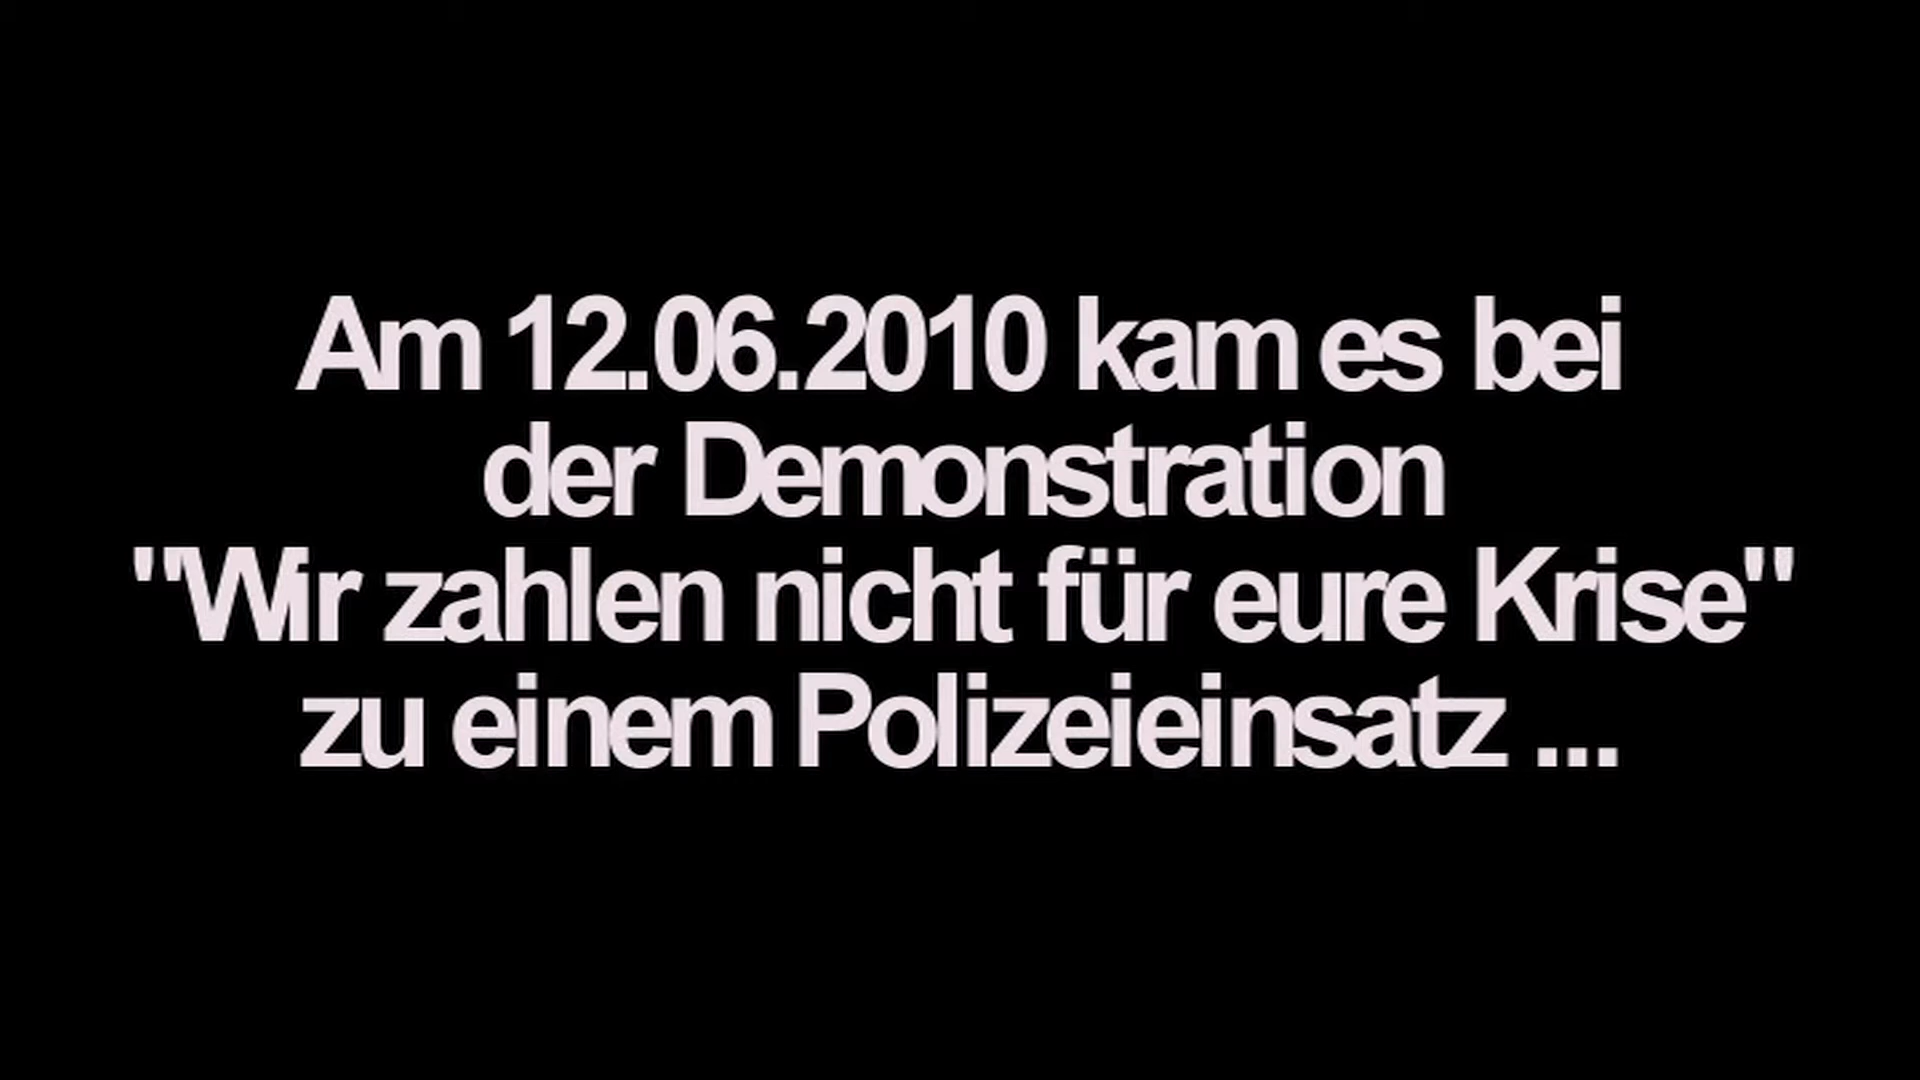 Am 12.06.2010 kam es bei
der Demonstration
"Wir zahlen nicht für eure Krise"
zu einem Polizeieinsatz ...